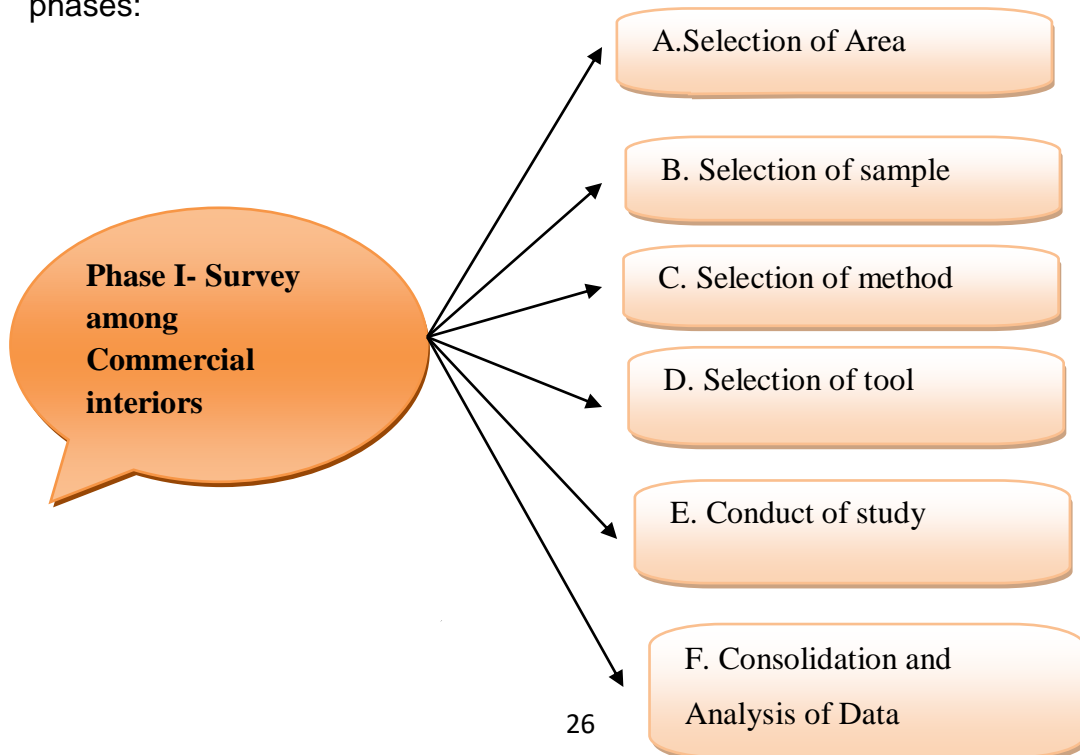 phases:
A.Selection of Area
B. Selection of sample
Phase I- Survey
among
Commercial
interiors
C. Selection of method
D. Selection of tool
E. Conduct of study
F. Consolidation and
Analysis of Data
26